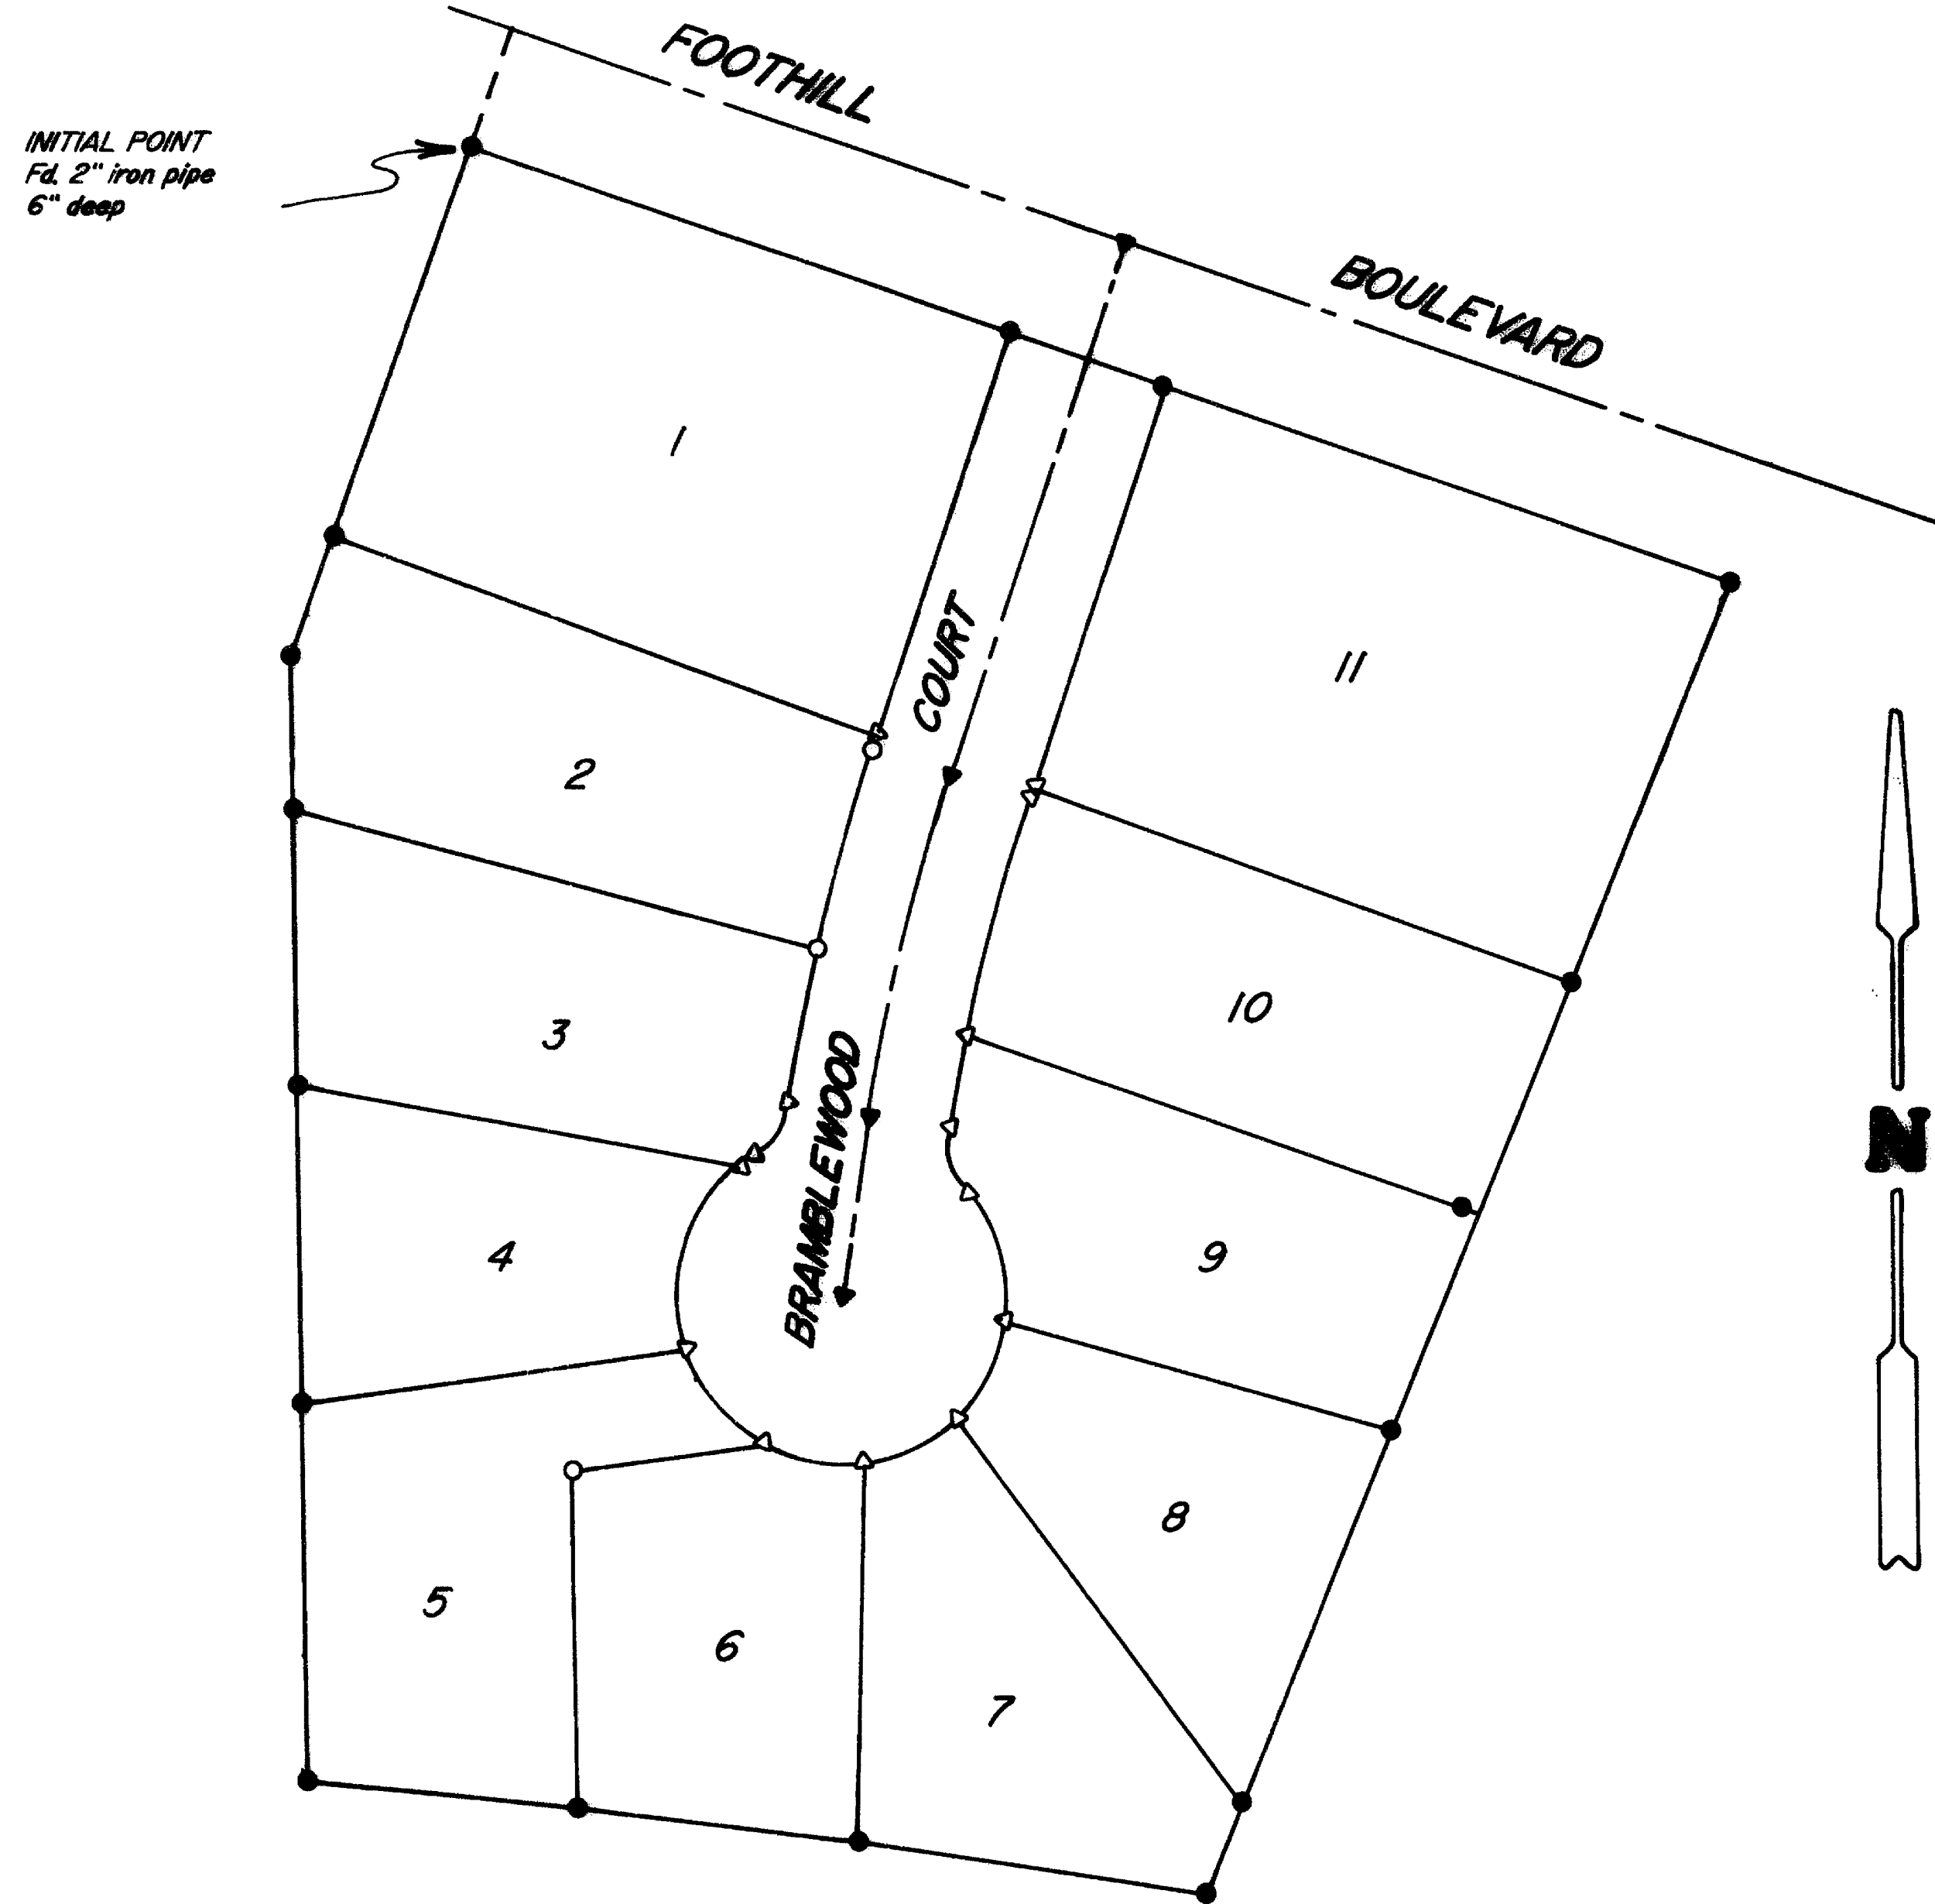 FOOTHILL
INITIAL POINT
Fd. 2" iron pipe
6" deep
BOULEVARD
1
COURT
11
2
10
3
BRAMBLEWOOD
N
4
9
8
5
6
7